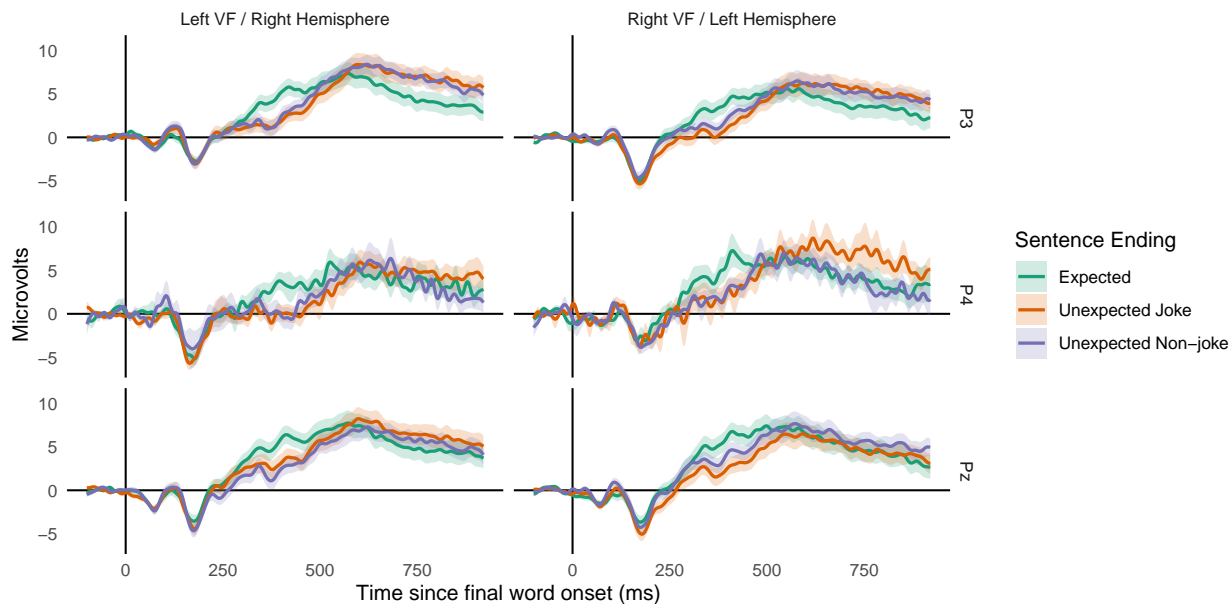 Left VF / Right Hemisphere
Right VF / Left Hemisphere
10
5
0
−5
P3
10
5
0
−5
P4
10
5
0
−5
Pz
Microvolts
0
250
500
750
0
250
500
750
Time since final word onset (ms)
Sentence Ending
Expected
Unexpected Joke
Unexpected Non−joke